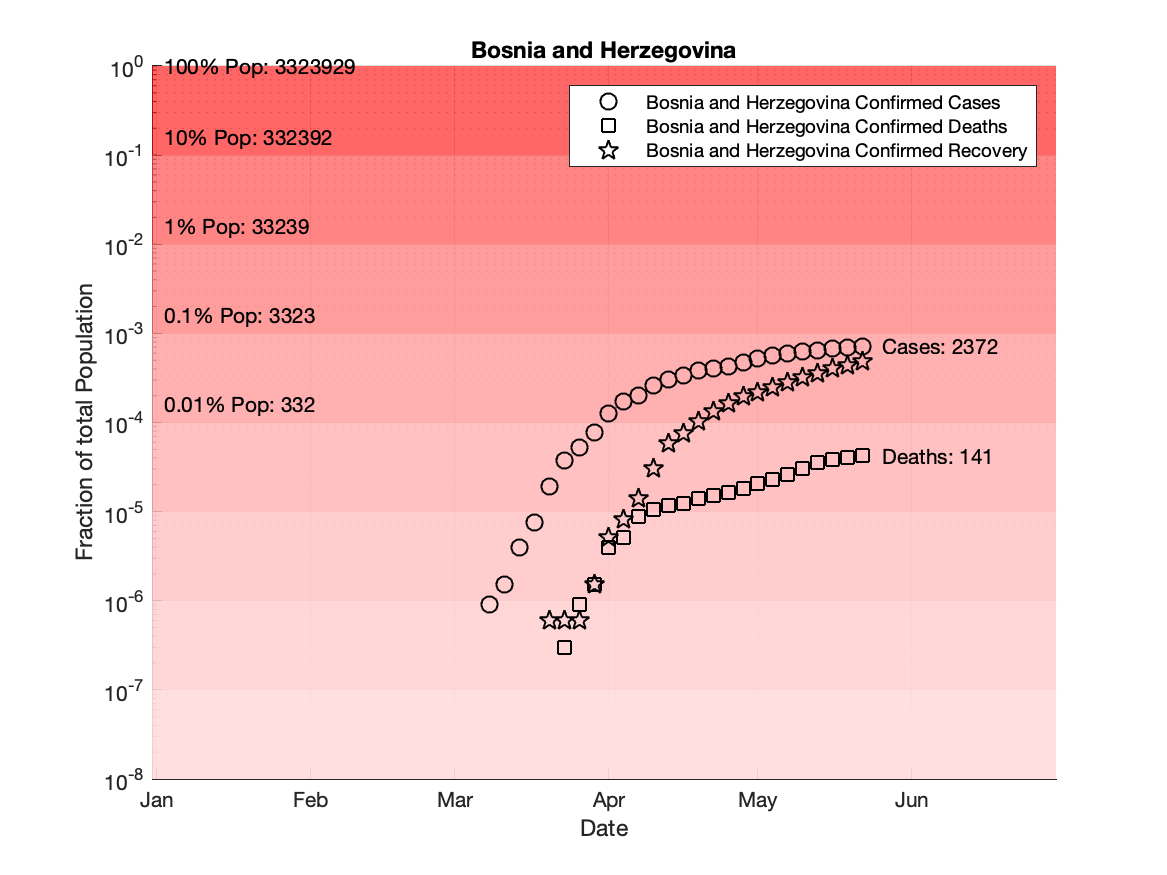 Bosnia and Herzegovina
10^0
100% Pop: 3323929
Bosnia and Herzegovina Confirmed Cases
Bosnia and Herzegovina Confirmed Deaths
Bosnia and Herzegovina Confirmed Recovery
10% Pop: 332392
10^-1
1% Pop: 33239
10^-2
0.1% Pop: 3323
10^-3
Cases: 2372
0.01% Pop: 332
10^-4
Deaths: 141
10^-5
10^-6
10^-7
10^-8
Fraction of total Population
Jan Feb Mar Apr May Jun
Date